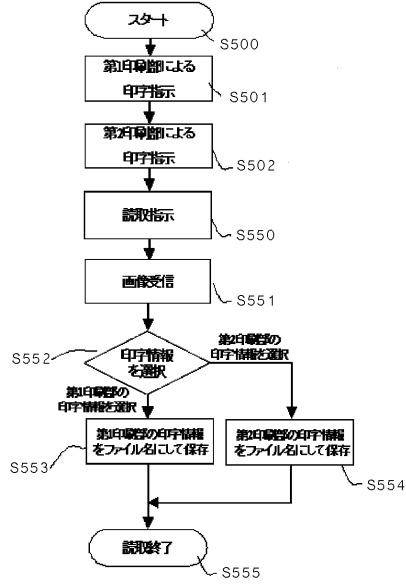 スタート
S500
第1印刷部による
印字指示
S501
第2印刷部による
印字指示
S502
読取指示
S550
画像受信
S551
S552
印字情報
を選択
第2印刷部の
印字情報を選択
第1印刷部の
印字情報を選択
第1印刷部の印字情報
をファイル名にして保存
S553
第2印刷部の印字情報
をファイル名にして保存
S554
読取終了
S555